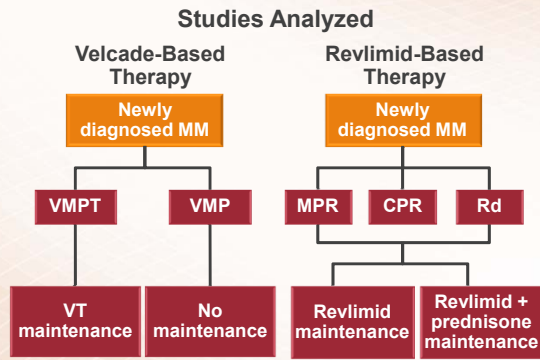 Studies Analyzed
Velcade-Based
Therapy
Newly
diagnosed MM
VMPT
VMP
VT
maintenance
No
maintenance
Revlimid-Based
Therapy
Newly
diagnosed MM
MPR
CPR
Rd
Revlimid
maintenance
Revlimid +
prednisone
maintenance